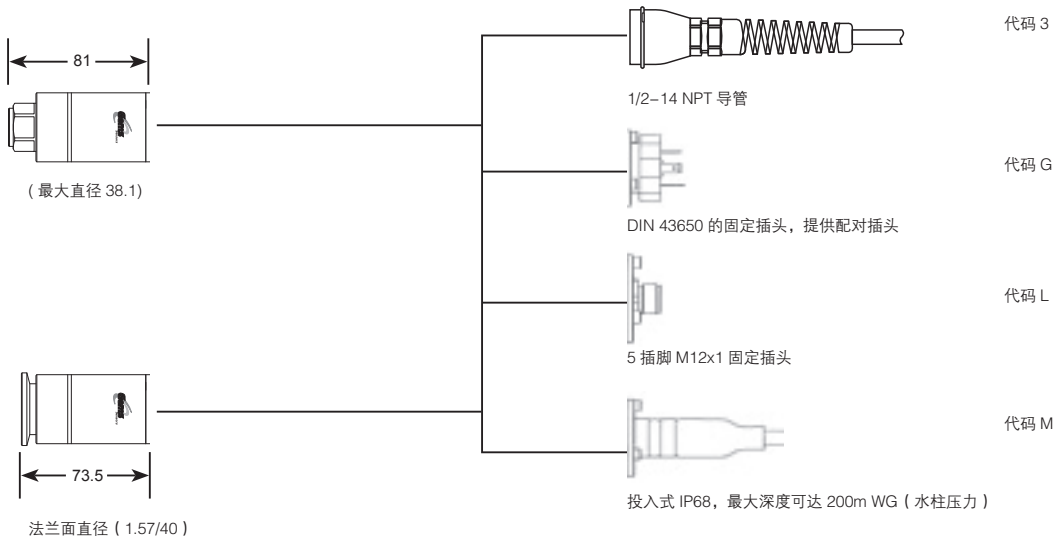 代码 3
81
1/2–14 NPT 导管
(最大直径 38.1)
代码 G
DIN 43650 的固定插头，提供配对插头
代码 L
5 插脚 M12x1 固定插头
代码 M
73.5
投入式 IP68，最大深度可达 200m WG（水柱压力）
法兰面直径（1.57/40）